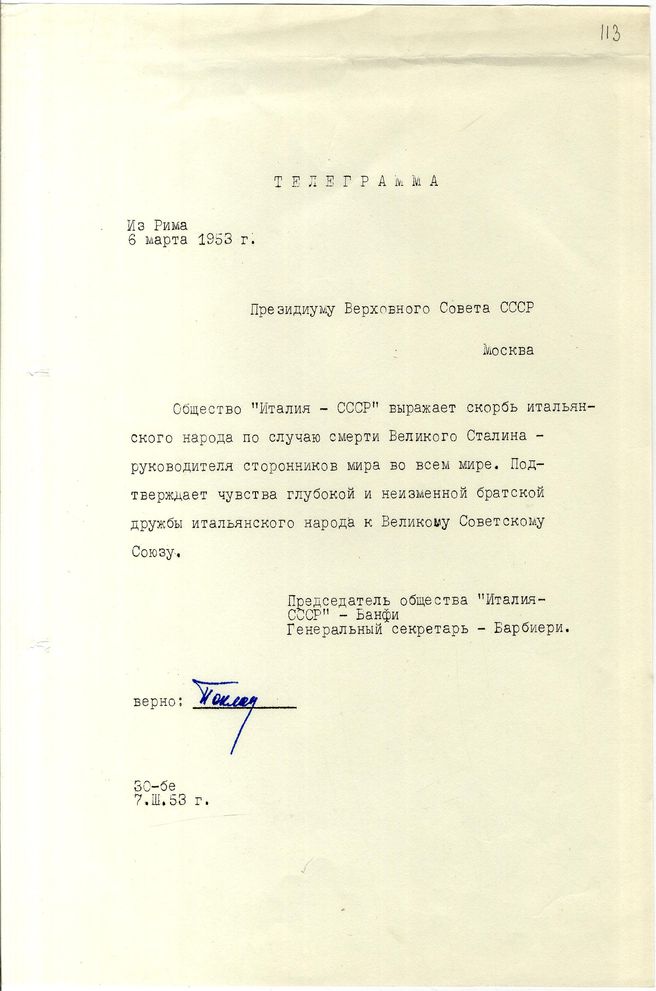 113
ТЕЛЕГРАММА
Из Рима
6 марта 1953 г.
Президиуму Верховного Совета СССР
Москва
Общество "Италия - СССР" выражает скорбь итальян-
ского народа по случаю смерти Великого Сталина -
руководителя сторонников мира во всем мире. Под-
тверждает чувства глубокой и неизменной братской
дружбы итальянского народа к Великому Советскому
Союзу.
Председатель общества "Италия-
СССР" - Банфи
Генеральный секретарь - Барбиери.
верно:
30-бе
7.III.53 г.